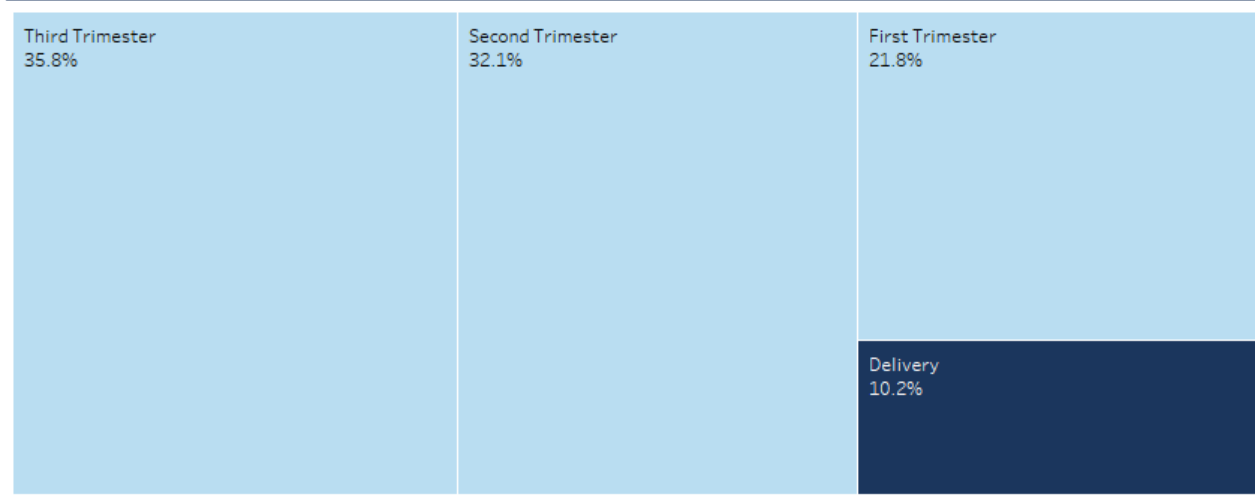 Third Trimester
35.8%
Second Trimester
32.1%
First Trimester
21.8%
Delivery
10.2%